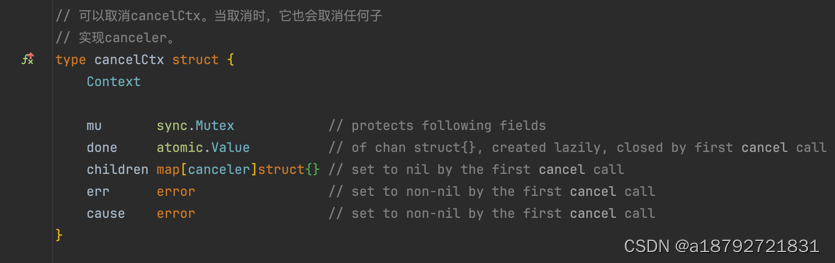 // 可以取消cancelCtx。当取消时，它也会取消任何子
// 实现canceler。
type cancelCtx struct {
    Context
    mu       sync.Mutex            // protects following fields
    done     atomic.Value          // of chan struct{}, created lazily, closed by first cancel call
    children map[canceler]struct{} // set to nil by the first cancel call
    err      error                 // set to non-nil by the first cancel call
    cause    error                 // set to non-nil by the first cancel call
}
CSDN @a18792721831